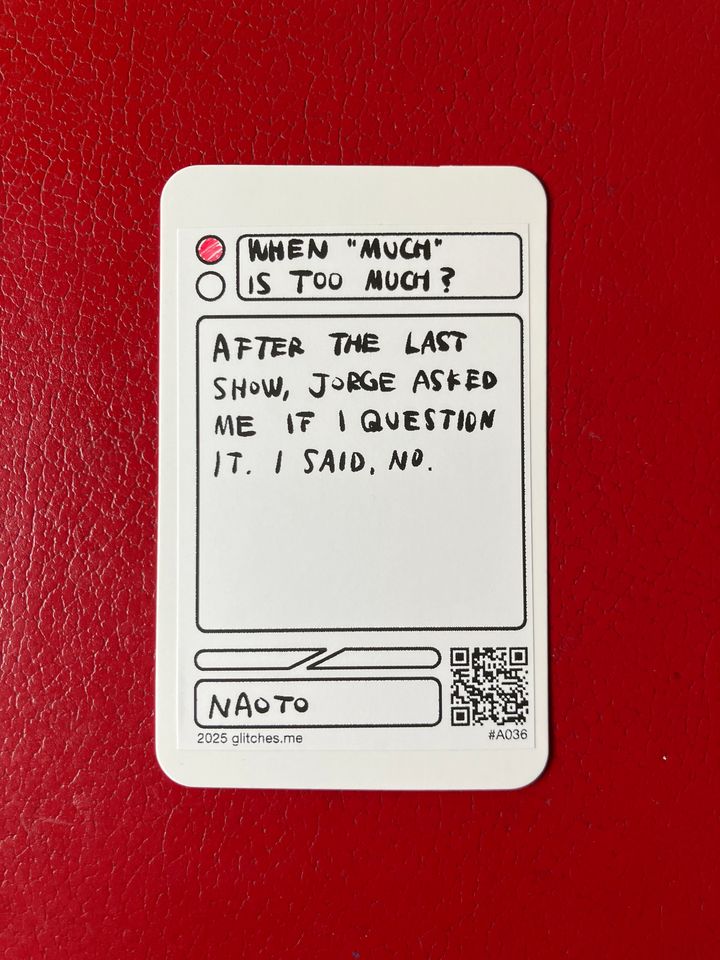 WHEN "MUCH"
IS TOO MUCH?
AFTER THE LAST
SHOW, JORGE ASKED
ME IF I QUESTION
IT. I SAID, NO.
NAOTO
2025 glitches.me
#A036